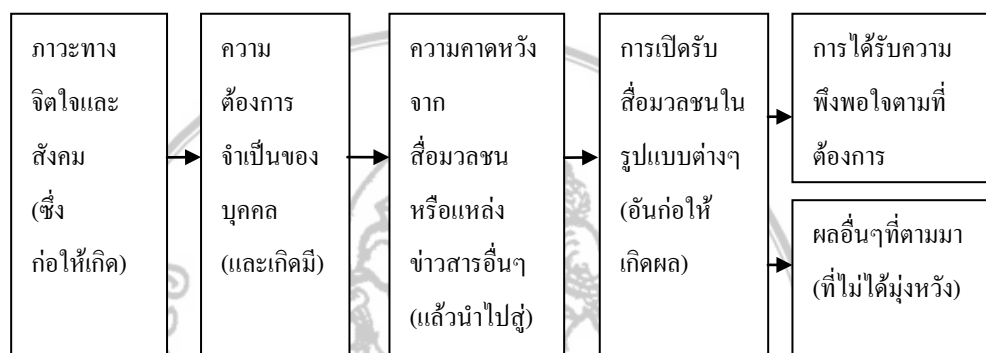 ภาวะทาง
จิตใจและ
สังคม
(ซึ่ง
ก่อให้เกิด)
ความ
ต้องการ
จำเป็นของ
บุคคล
(และเกิดมี)
ความคาดหวัง
จาก
สื่อมวลชน
หรือแหล่ง
ข่าวสารอื่นๆ
(แล้วนำไปสู่)
การเปิดรับ
สื่อมวลชนใน
รูปแบบต่างๆ
(อันก่อให้
เกิดผล)
การได้รับความ
พึงพอใจตามที่
ต้องการ
ผลอื่นๆที่ตามมา
(ที่ไม่ได้มุ่งหวัง)